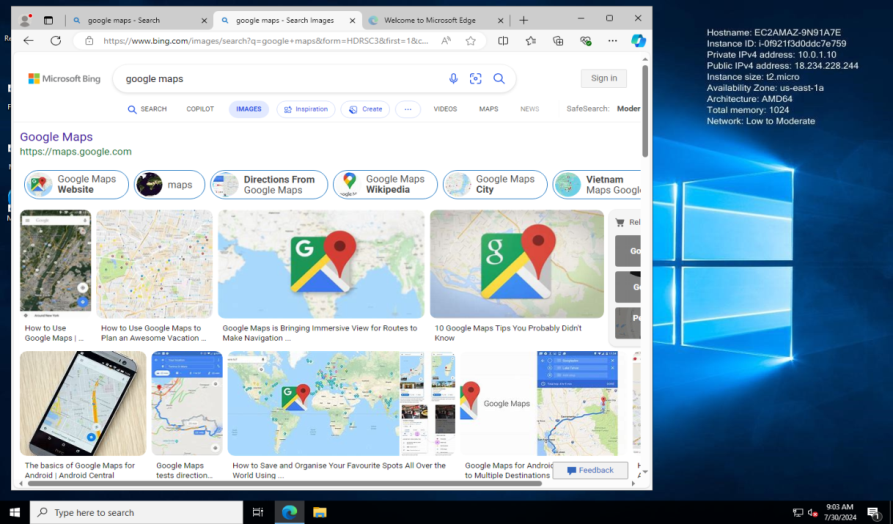 google maps - Search
google maps - Search Images
Welcome to Microsoft Edge
https://www.bing.com/images/search?q=google+maps&form=HDRSC3&first=1&c...
Microsoft Bing
google maps
Sign in
SEARCH
COPILOT
IMAGES
Inspiration
Create
VIDEOS
MAPS
NEWS
SafeSearch: Moder
Google Maps
https://maps.google.com
Google Maps
Website
maps
Directions From
Google Maps
Google Maps
Wikipedia
Google Maps
City
Vietnam
Maps Googl
Rel
Go
G
Pe
How to Use
Google Maps | ...
How to Use Google Maps to
Plan an Awesome Vacation ...
Google Maps is Bringing Immersive View for Routes to
Make Navigation ...
10 Google Maps Tips You Probably Didn't
Know
Google Maps
The basics of Google Maps for
Android | Android Central
Google Maps
tests direction...
How to Save and Organise Your Favourite Spots All Over the
World Using ...
Google Maps for Android
to Multiple Destinations
Feedback
Hostname: EC2AMAZ-9N91A7E
Instance ID: i-0f921f3d0ddc7e759
Private IPv4 address: 10.0.1.10
Public IPv4 address: 18.234.228.244
Instance size: t2.micro
Availability Zone: us-east-1a
Architecture: AMD64
Total memory: 1024
Network: Low to Moderate
Type here to search
9:03 AM
7/30/2024